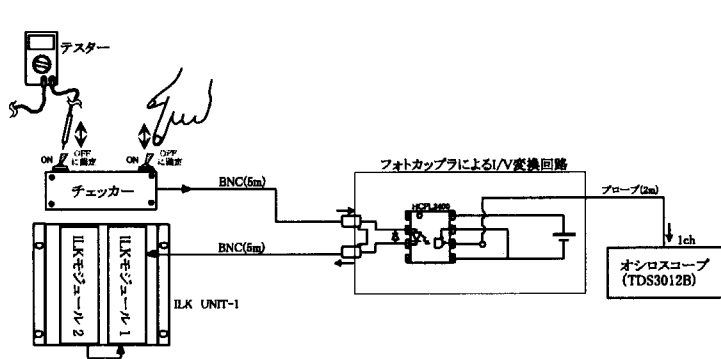 テスター
ON
OFF
に固定
ON
OFF
に固定
チェッカー
BNC(5m)
フォトカップラによるI/V変換回路
プローブ(2m)
HCPL2400
1ch
オシロスコープ
(TDS3012B)
BNC(5m)
ILKモジュール 2
ILKモジュール 1
ILK UNIT-1